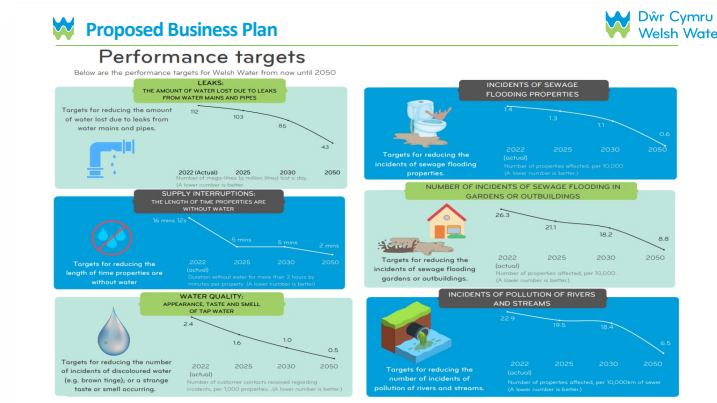 Proposed Business Plan
Dŵr Cymru
Welsh Wate
Performance targets
Below are the performance targets for Welsh Water from now until 2050
LEAKS:
THE AMOUNT OF WATER LOST DUE TO LEAKS
FROM WATER MAINS AND PIPES
Targets for reducing the amount
of water lost due to leaks from
water mains and pipes.
112
103
85
43
2022 (Actual) 2025 2030 2050
Number of mega-litres (a million litres) lost a day
(A lower number is better
SUPPLY INTERRUPTIONS:
THE LENGTH OF TIME PROPERTIES ARE
WITHOUT WATER
16 mins, 12s
5 mins
5 mins
2 mins
Targets for reducing the
length of time properties are
without water
2022 2025 2030 2050
(actual)
Duration without water for more than 3 hours by
minutes per property. (A lower number is better)
WATER QUALITY:
APPEARANCE, TASTE AND SMELL
OF TAP WATER
2.4
1.6
1.0
0.5
Targets for reducing the number
of incidents of discoloured water
(e.g. brown tinge); or a strange
taste or smell occurring.
2022 2025 2030 2050
(actual)
Number of customer contacts received regarding
incidents, per 1,000 properties. (A lower number is better.)
INCIDENTS OF SEWAGE
FLOODING PROPERTIES
1.4
1.3
1.1
0.6
Targets for reducing the
incidents of sewage flooding
properties.
2022 2025 2030 2050
(actual)
Number of properties affected, per 10,000
(A lower number is better.)
NUMBER OF INCIDENTS OF SEWAGE FLOODING IN
GARDENS OR OUTBUILDINGS
26.3
21.1
18.2
8.8
Targets for reducing the
incidents of sewage flooding
gardens or outbuildings.
2022 2025 2030 2050
(actual)
Number of properties affected, per 10,000
(A lower number is better.)
INCIDENTS OF POLLUTION OF RIVERS
AND STREAMS
22.9
19.5
18.4
6.5
Targets for reducing the
number of incidents of
pollution of rivers and streams.
2022 2025 2030 2050
(actual)
Number of properties affected, per 10,000km of sewer
(A lower number is better.)